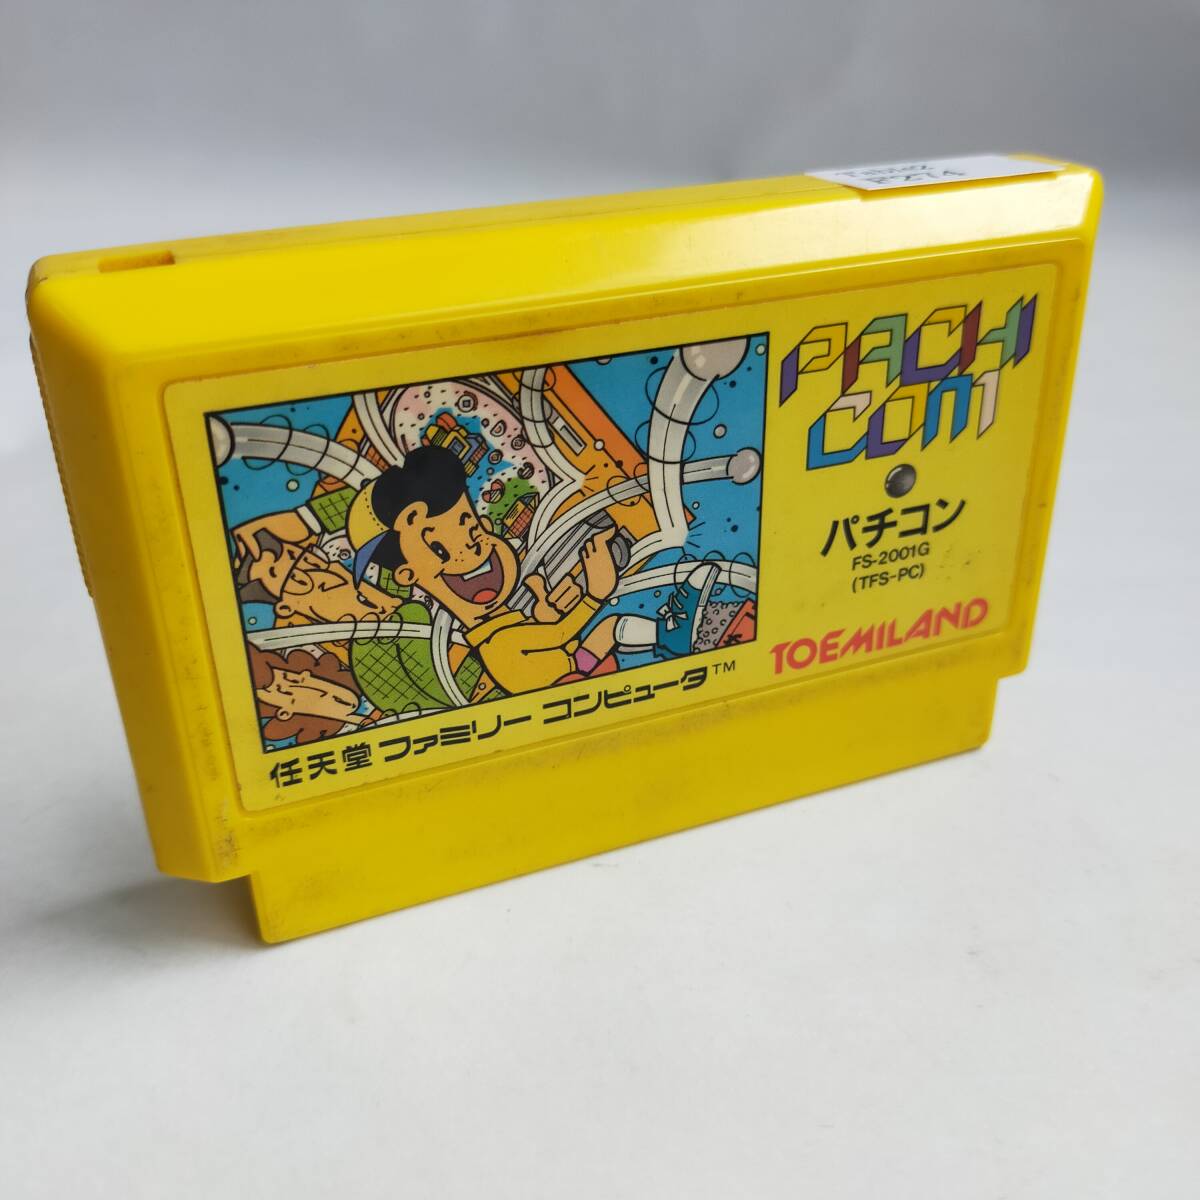 F274
PACHI
COM
パチコン
FS-2001G
(TFS-PC)
TOEMILAND
任天堂 ファミリー コンピュータ™